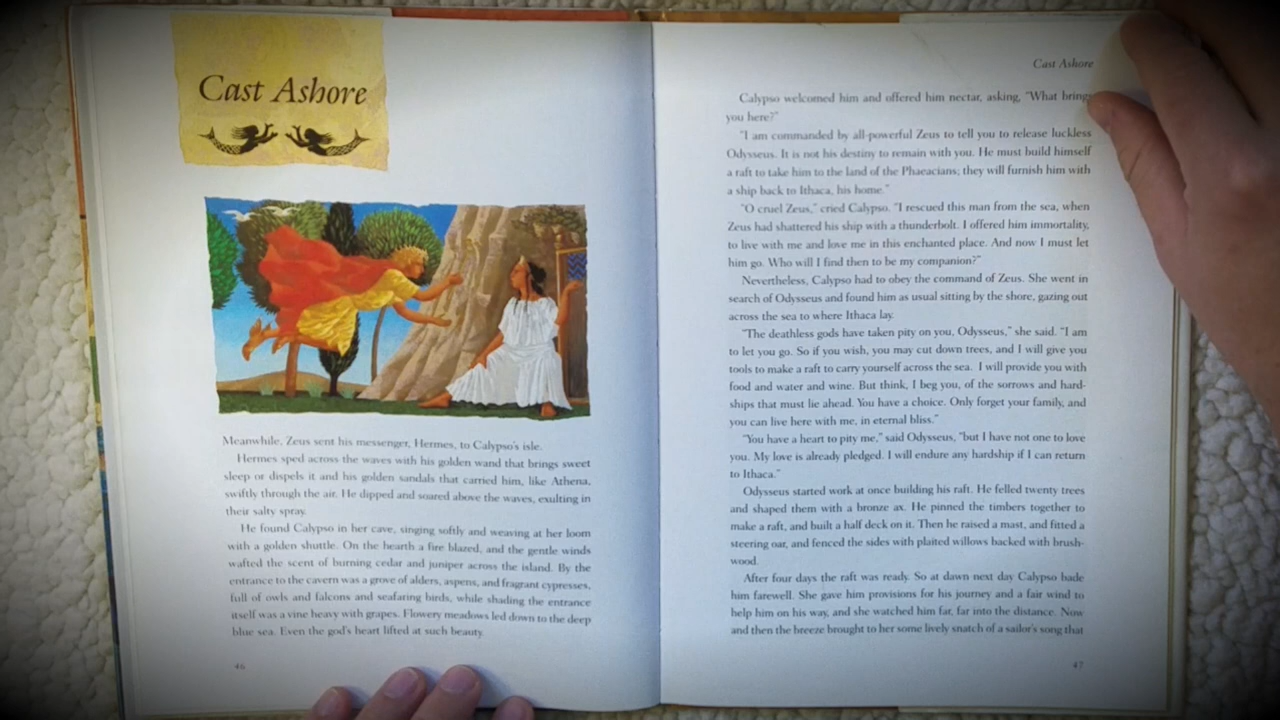 Cast Ashore
Meanwhile, Zeus sent his messenger, Hermes, to Calypso's isle.
Hermes sped across the waves with his golden wand that brings sweet
sleep or dispels it and his golden sandals that carried him, like Athena,
swiftly through the air. He dipped and soared above the waves, exulting in
their salty spray.
He found Calypso in her cave, singing softly and weaving at her loom
with a golden shuttle. On the hearth a fire blazed, and the gentle winds
wafted the scent of burning cedar and juniper across the island. By the
entrance to the cavern was a grove of alders, aspens, and fragrant cypresses,
full of owls and falcons and seafaring birds, while shading the entrance
itself was a vine heavy with grapes. Flowery meadows led down to the deep
blue sea. Even the god's heart lifted at such beauty.
46
Cast Ashore
Calypso welcomed him and offered him nectar, asking, "What brings
you here?"
"I am commanded by all-powerful Zeus to tell you to release luckless
Odysseus. It is not his destiny to remain with you. He must build himself
a raft to take him to the land of the Phaeacians; they will furnish him with
a ship back to Ithaca, his home."
"O cruel Zeus," cried Calypso. "I rescued this man from the sea, when
Zeus had shattered his ship with a thunderbolt. I offered him immortality,
to live with me and love me in this enchanted place. And now I must let
him go. Who will I find then to be my companion?"
Nevertheless, Calypso had to obey the command of Zeus. She went in
search of Odysseus and found him as usual sitting by the shore, gazing out
across the sea to where Ithaca lay.
"The deathless gods have taken pity on you, Odysseus," she said. "I am
to let you go. So if you wish, you may cut down trees, and I will give you
tools to make a raft to carry yourself across the sea. I will provide you with
food and water and wine. But think, I beg you, of the sorrows and hard-
ships that must lie ahead. You have a choice. Only forget your family, and
you can live here with me, in eternal bliss."
"You have a heart to pity me," said Odysseus, "but I have not one to love
you. My love is already pledged. I will endure any hardship if I can return
to Ithaca."
Odysseus started work at once building his raft. He felled twenty trees
and shaped them with a bronze ax. He pinned the timbers together to
make a raft, and built a half deck on it. Then he raised a mast, and fitted a
steering oar, and fenced the sides with plaited willows backed with brush-
wood.
After four days the raft was ready. So at dawn next day Calypso bade
him farewell. She gave him provisions for his journey and a fair wind to
help him on his way, and she watched him far, far into the distance. Now
and then the breeze brought to her some lively snatch of a sailor's song that
47